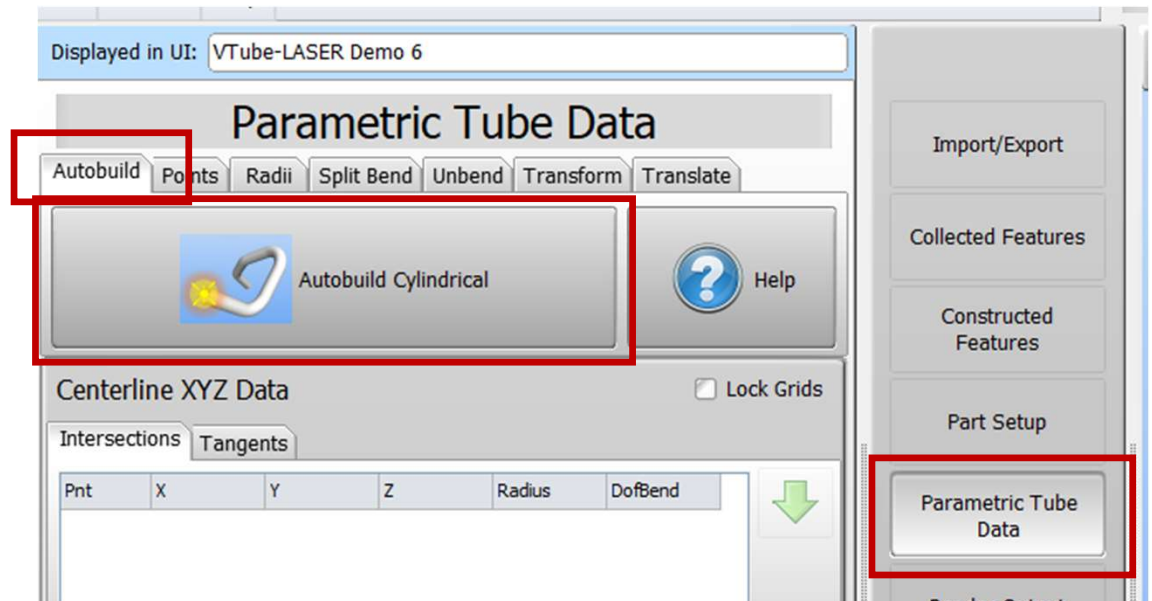 Displayed in UI: VTube-LASER Demo 6
Parametric Tube Data
Autobuild Points Radii Split Bend Unbend Transform Translate
Autobuild Cylindrical
Help
Centerline XYZ Data
Lock Grids
Intersections Tangents
Pnt X Y Z Radius DofBend
Import/Export
Collected Features
Constructed
Features
Part Setup
Parametric Tube
Data